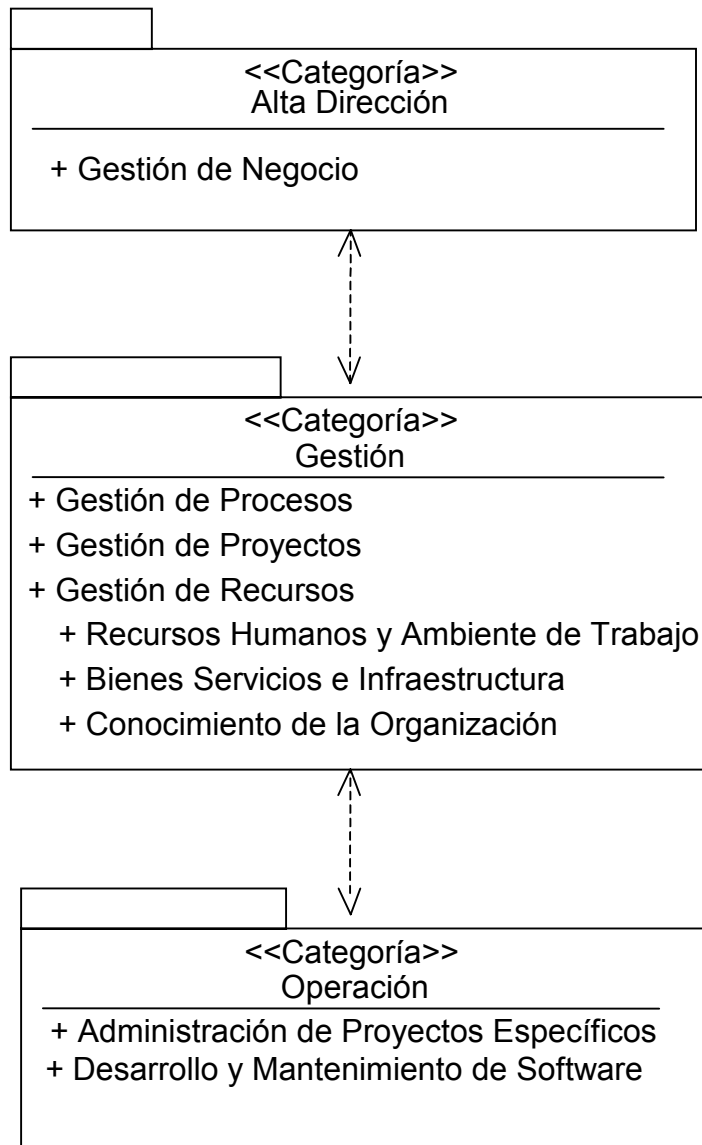 <<Categoría>>
Alta Dirección
+ Gestión de Negocio
<<Categoría>>
Gestión
+ Gestión de Procesos
+ Gestión de Proyectos
+ Gestión de Recursos
+ Recursos Humanos y Ambiente de Trabajo
+ Bienes Servicios e Infraestructura
+ Conocimiento de la Organización
<<Categoría>>
Operación
+ Administración de Proyectos Específicos
+ Desarrollo y Mantenimiento de Software